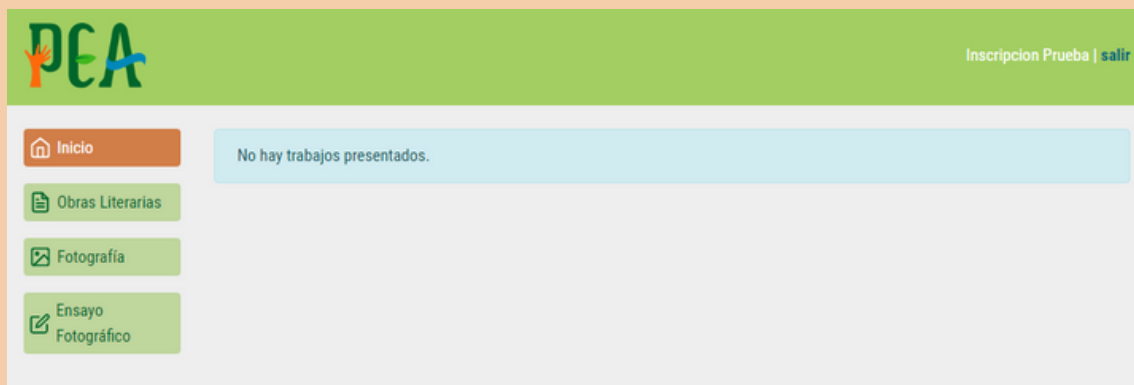 PEA
Inscripcion Prueba | salir
Inicio
No hay trabajos presentados.
Obras Literarias
Fotografía
Ensayo
Fotográfico